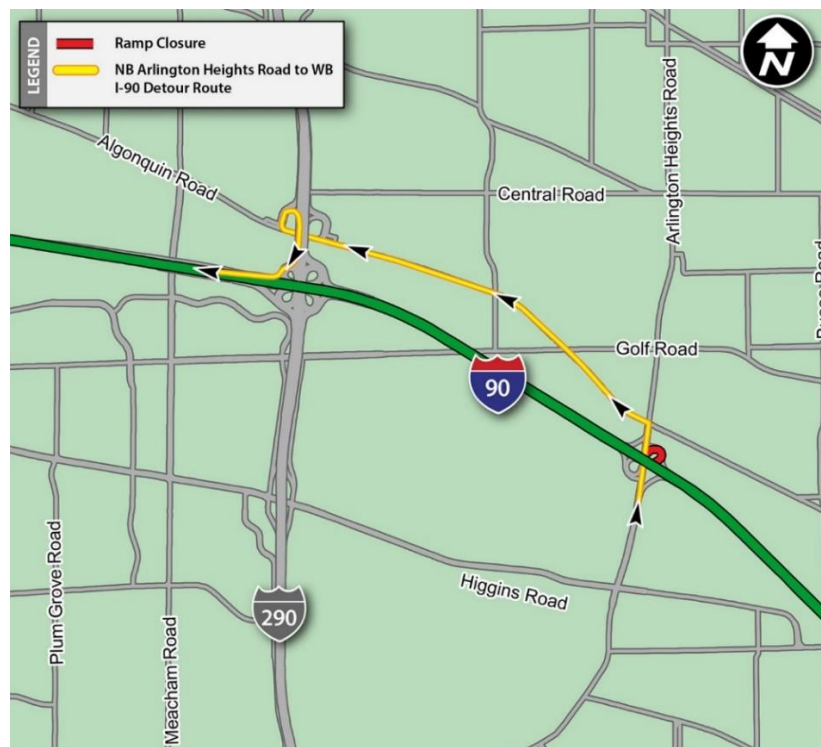 LEGEND
Ramp Closure
NB Arlington Heights Road to WB
I-90 Detour Route
N
Algonquin Road
Central Road
Arlington Heights Road
Golf Road
90
Higgins Road
290
Plum Grove Road
Meacham Road